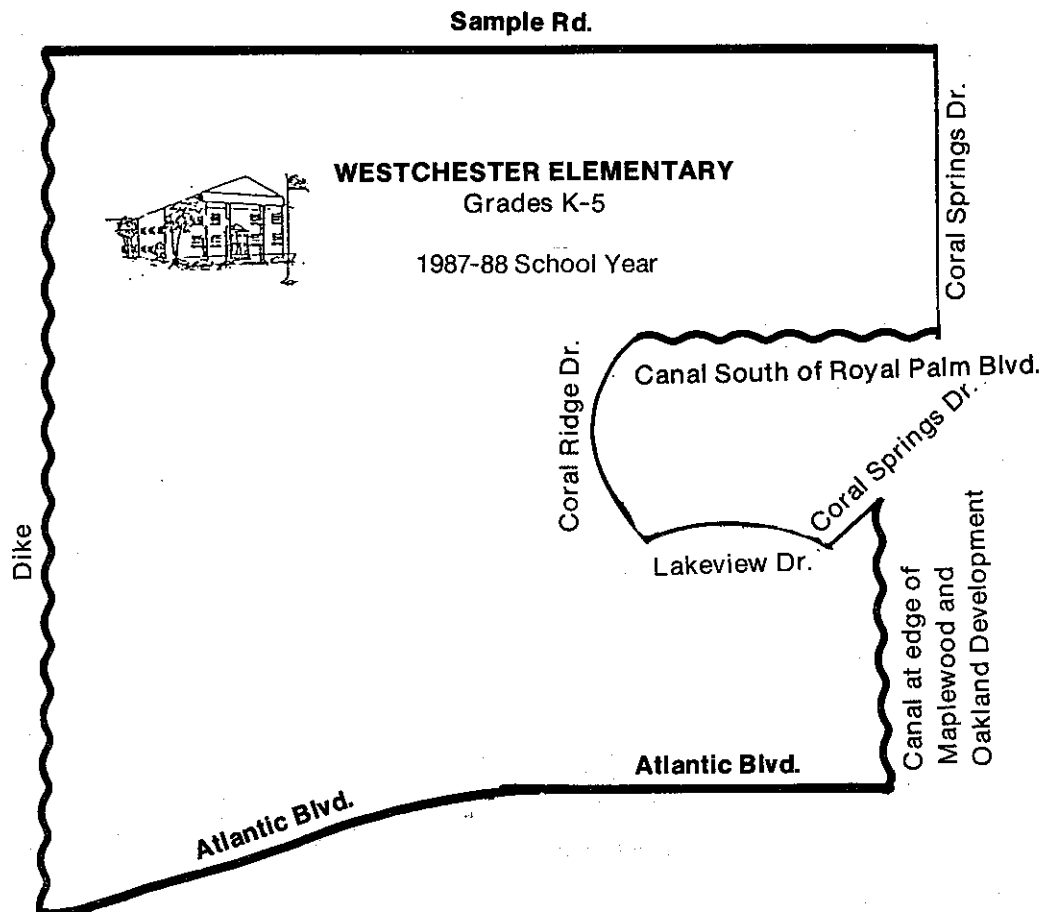 Sample Rd.
Coral Springs Dr.
WESTCHESTER ELEMENTARY
Grades K-5
1987-88 School Year
Coral Ridge Dr.
Canal South of Royal Palm Blvd.
Coral Springs Dr.
Lakeview Dr.
Dike
Canal at edge of
Maplewood and
Oakland Development
Atlantic Blvd.
Atlantic Blvd.